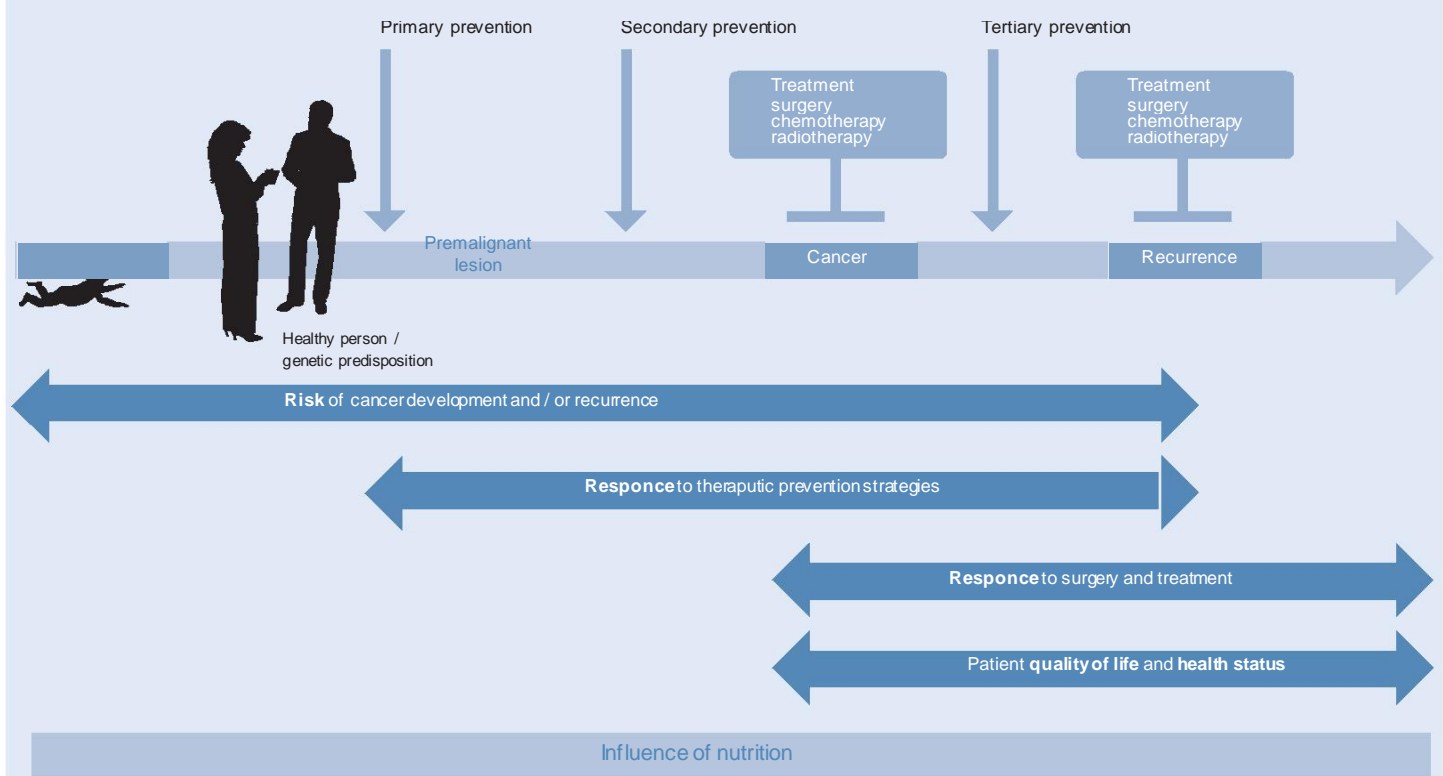 Primary prevention
Secondary prevention
Tertiary prevention
Treatment
surgery
chemotherapy
radiotherapy
Treatment
surgery
chemotherapy
radiotherapy
Premalignant
lesion
Cancer
Recurrence
Healthy person /
genetic predisposition
Risk of cancer development and / or recurrence
Responce to theraputic prevention strategies
Responce to surgery and treatment
Patient quality of life and health status
Influence of nutrition